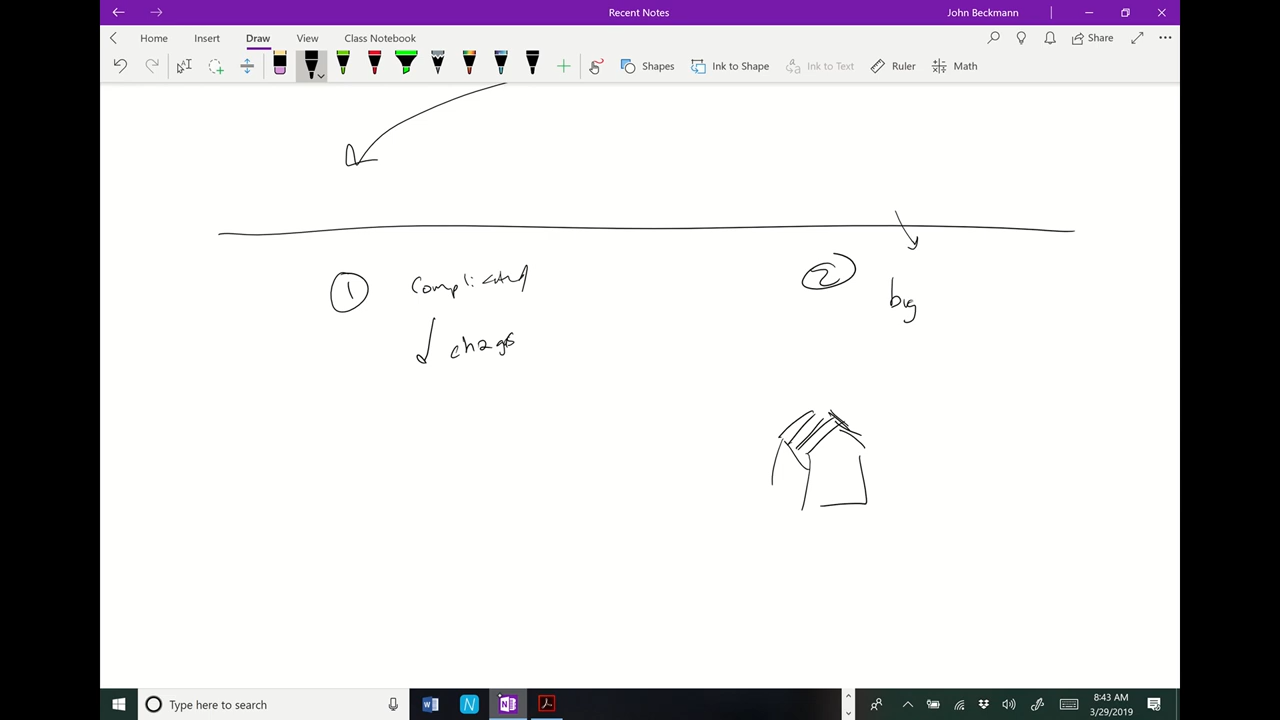 Recent Notes
John Beckmann
Home Insert Draw View Class Notebook
Share
Shapes Ink to Shape Ink to Text Ruler Math
1 complicated
2 big
Type here to search
8:43 AM
3/29/2019